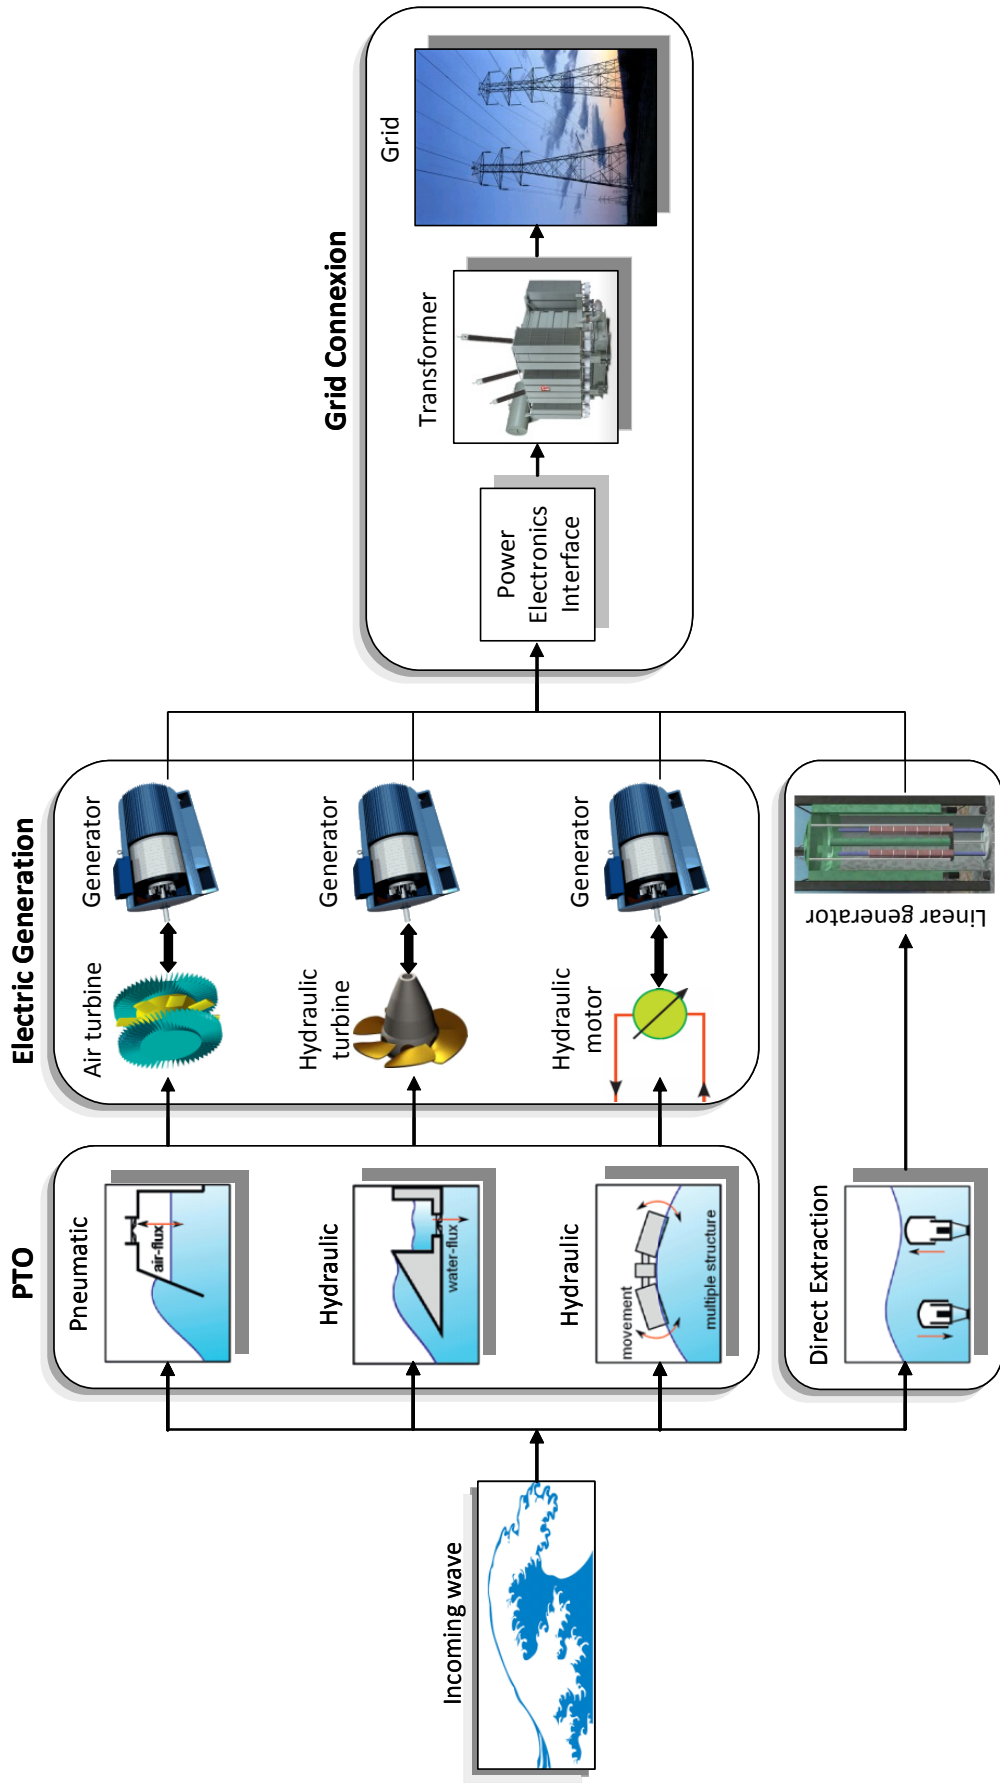 Incoming wave
PTO
Pneumatic
air-flux
Hydraulic
water-flux
Hydraulic
movement
multiple structure
Direct Extraction
Electric Generation
Air turbine
Generator
Hydraulic
turbine
Generator
Hydraulic
motor
Generator
Linear generator
Grid Connexion
Power
Electronics
Interface
Transformer
Grid